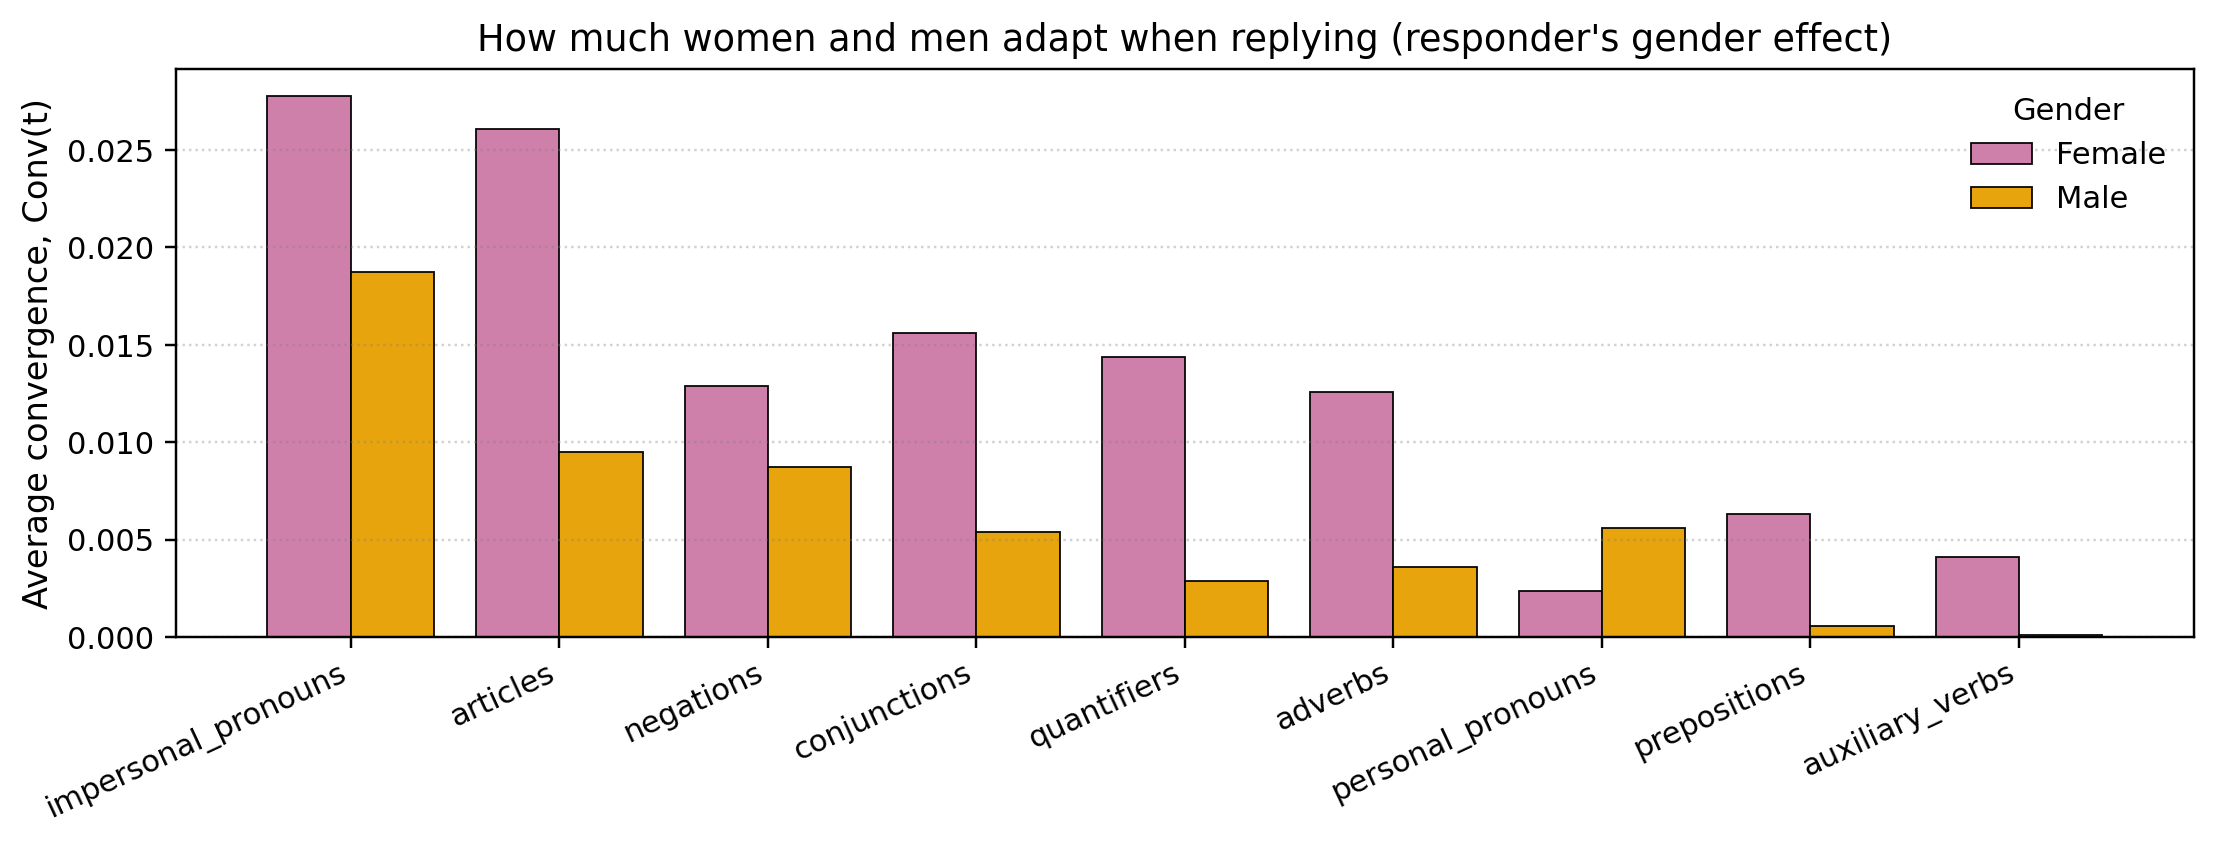 How much women and men adapt when replying (responder's gender effect)
Average convergence, Conv(t)
0.025
0.020
0.015
0.010
0.005
0.000
Gender
Female
Male
impersonal_pronouns
articles
negations
conjunctions
quantifiers
adverbs
personal_pronouns
prepositions
auxiliary_verbs